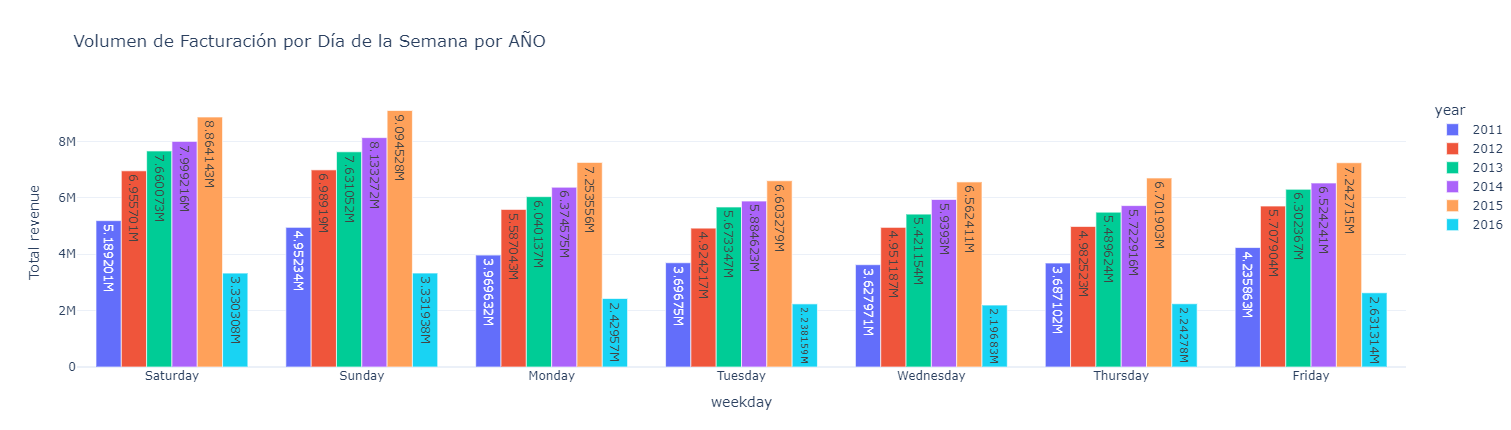 Volumen de Facturación por Día de la Semana por AÑO
Total revenue
8M
6M
4M
2M
0
5.189201M
6.955701M
7.660073M
7.999216M
8.864143M
3.330308M
4.95234M
6.98919M
7.631052M
8.133272M
9.094528M
3.331938M
3.969632M
5.587043M
6.040137M
6.374575M
7.253556M
2.42957M
3.69675M
4.924217M
5.673347M
5.884623M
6.603279M
2.238159M
3.627971M
4.951187M
5.421154M
5.9393M
6.562411M
2.19683M
3.687102M
4.982523M
5.489624M
5.722916M
6.701903M
2.24278M
4.235863M
5.707904M
6.302367M
6.524241M
7.242715M
2.631314M
Saturday
Sunday
Monday
Tuesday
Wednesday
Thursday
Friday
weekday
year
2011
2012
2013
2014
2015
2016